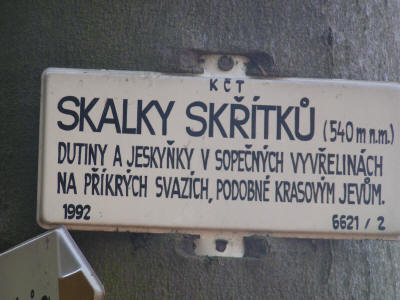 KČT
SKALKY SKŘÍTKŮ (540 m n.m.)
DUTINY A JESKYŇKY V SOPEČNÝCH VYVŘELINÁCH
NA PŘÍKRÝCH SVAZÍCH, PODOBNÉ KRASOVÝM JEVŮM.
1992 6621 / 2